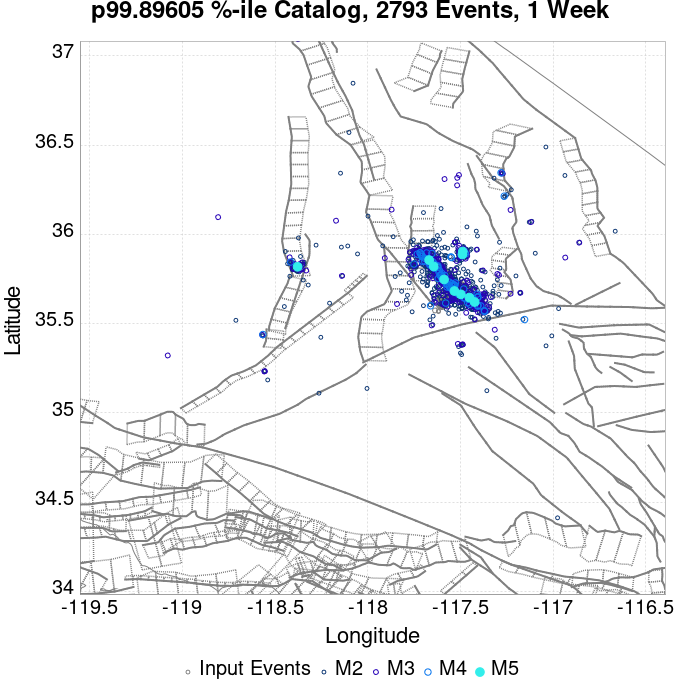 p99.89605 %-ile Catalog, 2793 Events, 1 Week
37
36.5
36
35.5
35
34.5
34
Latitude
-119.5 -119 -118.5 -118 -117.5 -117 -116.5
Longitude
Input Events M2 M3 M4 M5